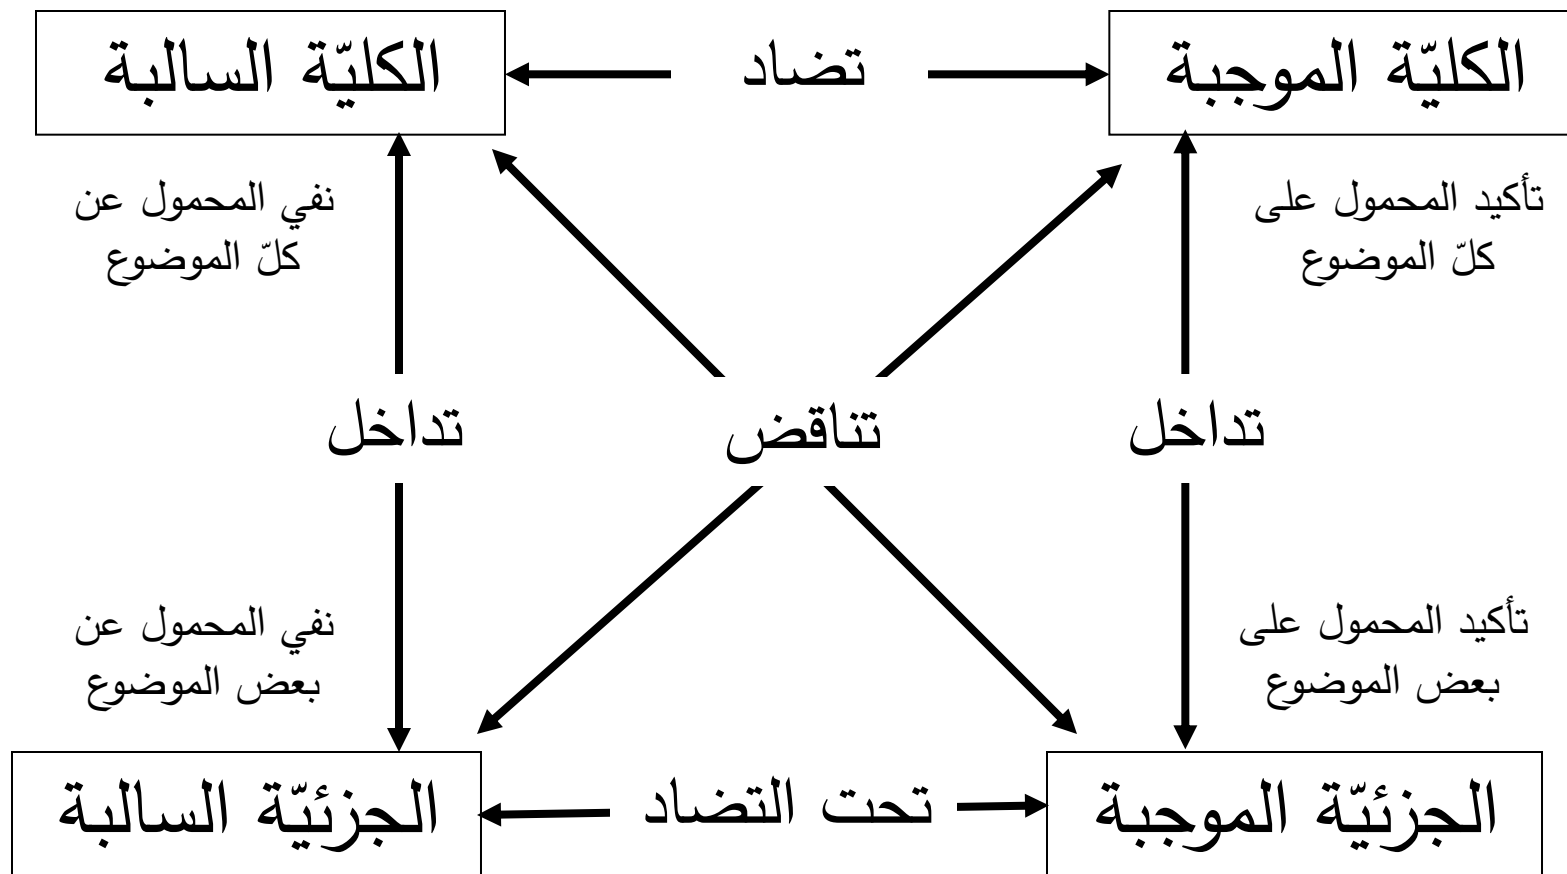 الكليّة الموجبة
تضاد
الكليّة السالبة
تأكيد المحمول على
كلّ الموضوع
نفي المحمول عن
كلّ الموضوع
تداخل
تناقض
تداخل
تأكيد المحمول على
بعض الموضوع
نفي المحمول عن
بعض الموضوع
الجزئيّة الموجبة
تحت التضاد
الجزئيّة السالبة